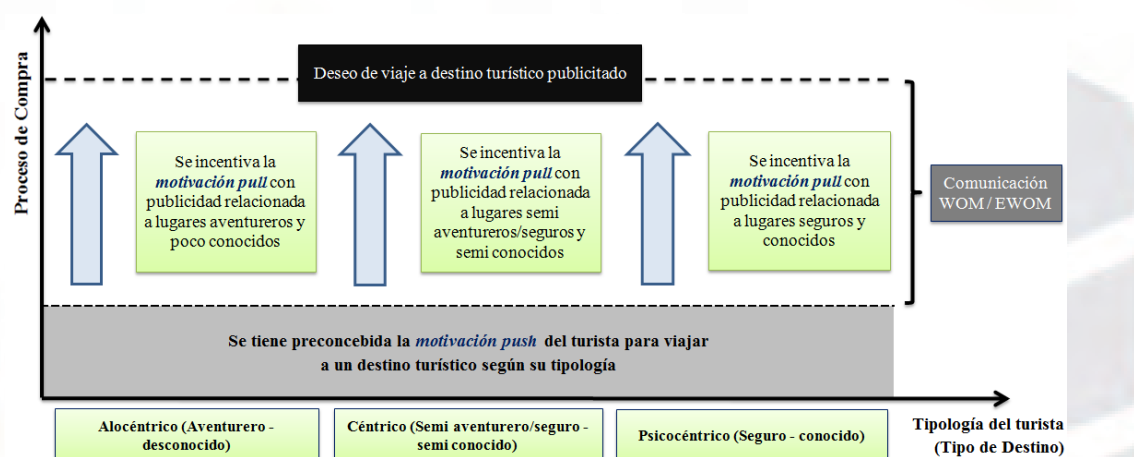 Proceso de Compra
Deseo de viaje a destino turístico publicitado
Se incentiva la
motivación pull con
publicidad relacionada
a lugares aventureros y
poco conocidos
Se incentiva la
motivación pull con
publicidad relacionada
a lugares semi
aventureros/seguros y
semi conocidos
Se incentiva la
motivación pull con
publicidad relacionada
a lugares seguros y
conocidos
Comunicación
WOM / EWOM
Se tiene preconcebida la motivación push del turista para viajar
a un destino turístico según su tipología
Alocéntrico (Aventurero -
desconocido)
Céntrico (Semi aventurero/seguro -
semi conocido)
Psicocéntrico (Seguro - conocido)
Tipología del turista
(Tipo de Destino)